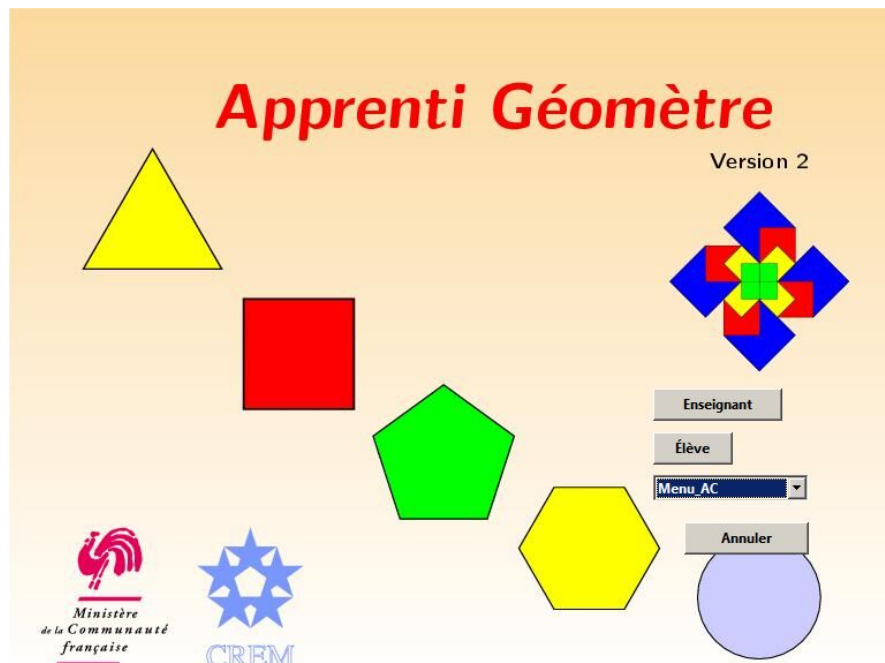 Apprenti Géomètre
Version 2
Enseignant
Élève
Menu_AC
Annuler
Ministère
de la Communauté
française
CREM